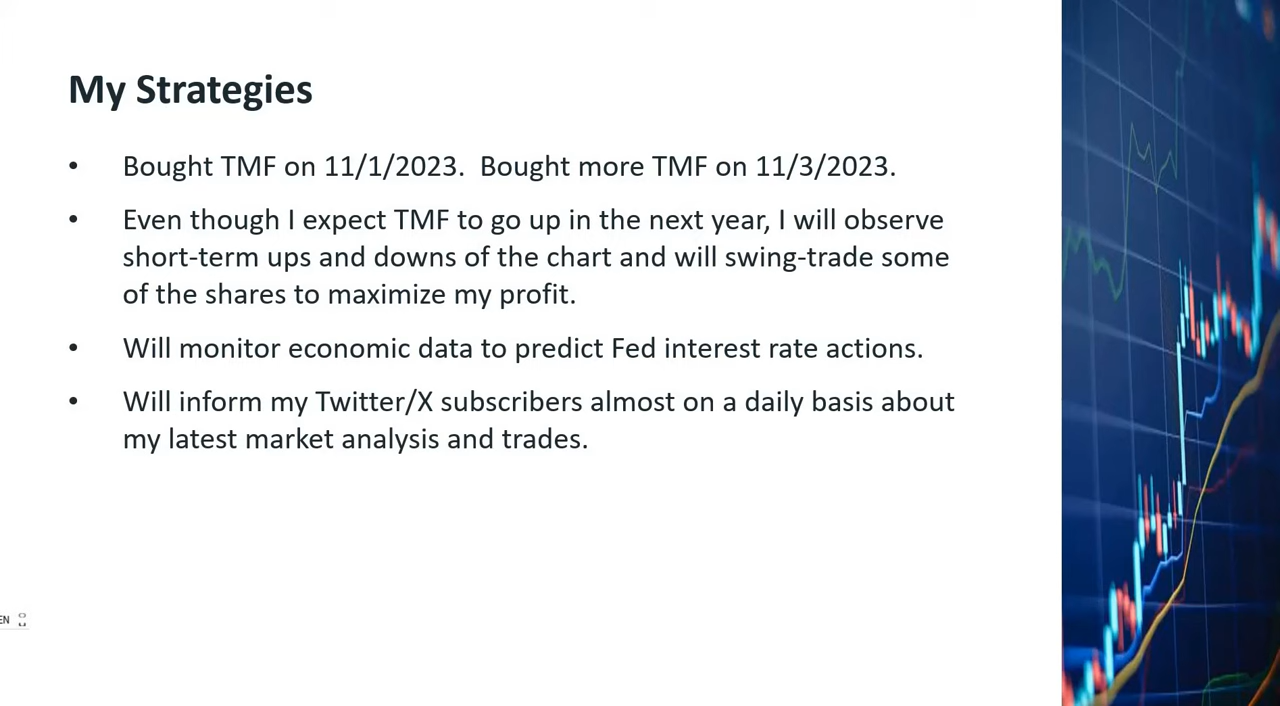 My Strategies
• Bought TMF on 11/1/2023.  Bought more TMF on 11/3/2023.
• Even though I expect TMF to go up in the next year, I will observe
short-term ups and downs of the chart and will swing-trade some
of the shares to maximize my profit.
• Will monitor economic data to predict Fed interest rate actions.
• Will inform my Twitter/X subscribers almost on a daily basis about
my latest market analysis and trades.
EN